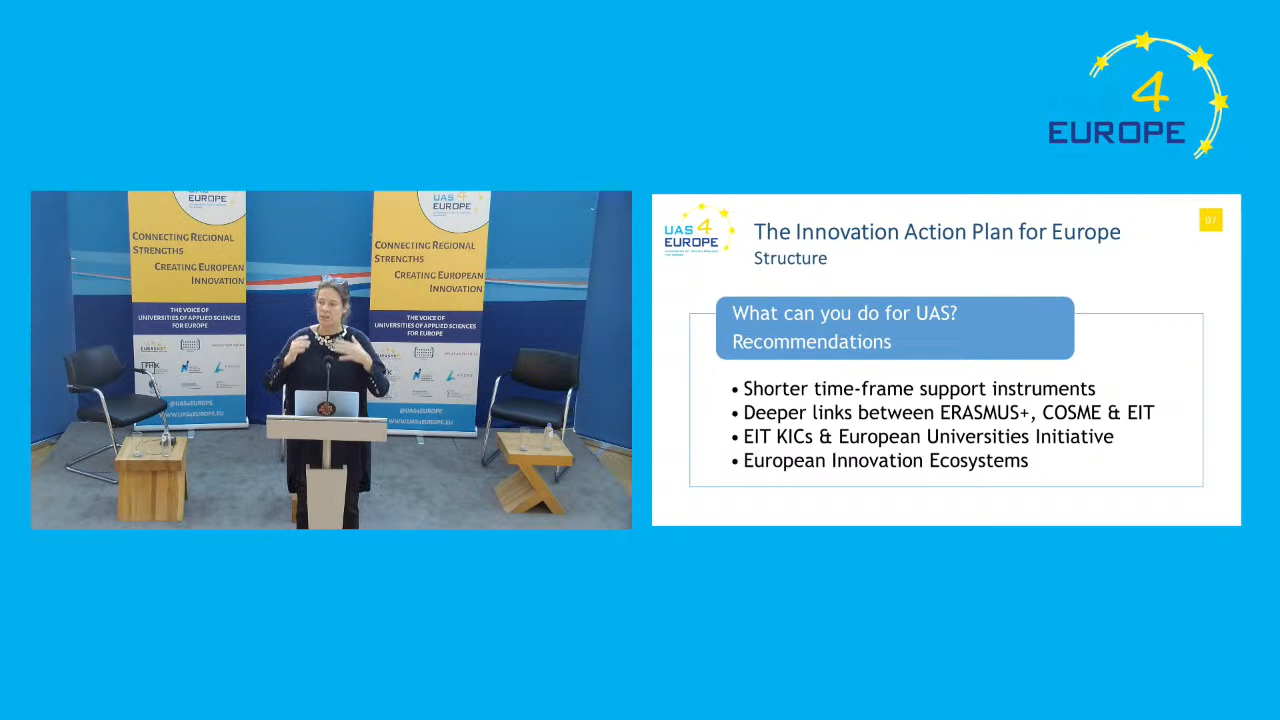 4
EUROPE
UAS 4
EUROPE
CONNECTING REGIONAL
STRENGTHS
CREATING EUROPEAN
INNOVATION
THE VOICE OF
UNIVERSITIES OF APPLIED SCIENCES
FOR EUROPE
@UAS4EUROPE
WWW.UAS4EUROPE.EU
UAS 4
EUROPE
CONNECTING REGIONAL
STRENGTHS
CREATING EUROPEAN
INNOVATION
THE VOICE OF
UNIVERSITIES OF APPLIED SCIENCES
FOR EUROPE
@UAS4EUROPE
WWW.UAS4EUROPE.EU
UAS 4
EUROPE
The Innovation Action Plan for Europe
Structure
What can you do for UAS?
Recommendations
• Shorter time-frame support instruments
• Deeper links between ERASMUS+, COSME & EIT
• EIT KICs & European Universities Initiative
• European Innovation Ecosystems